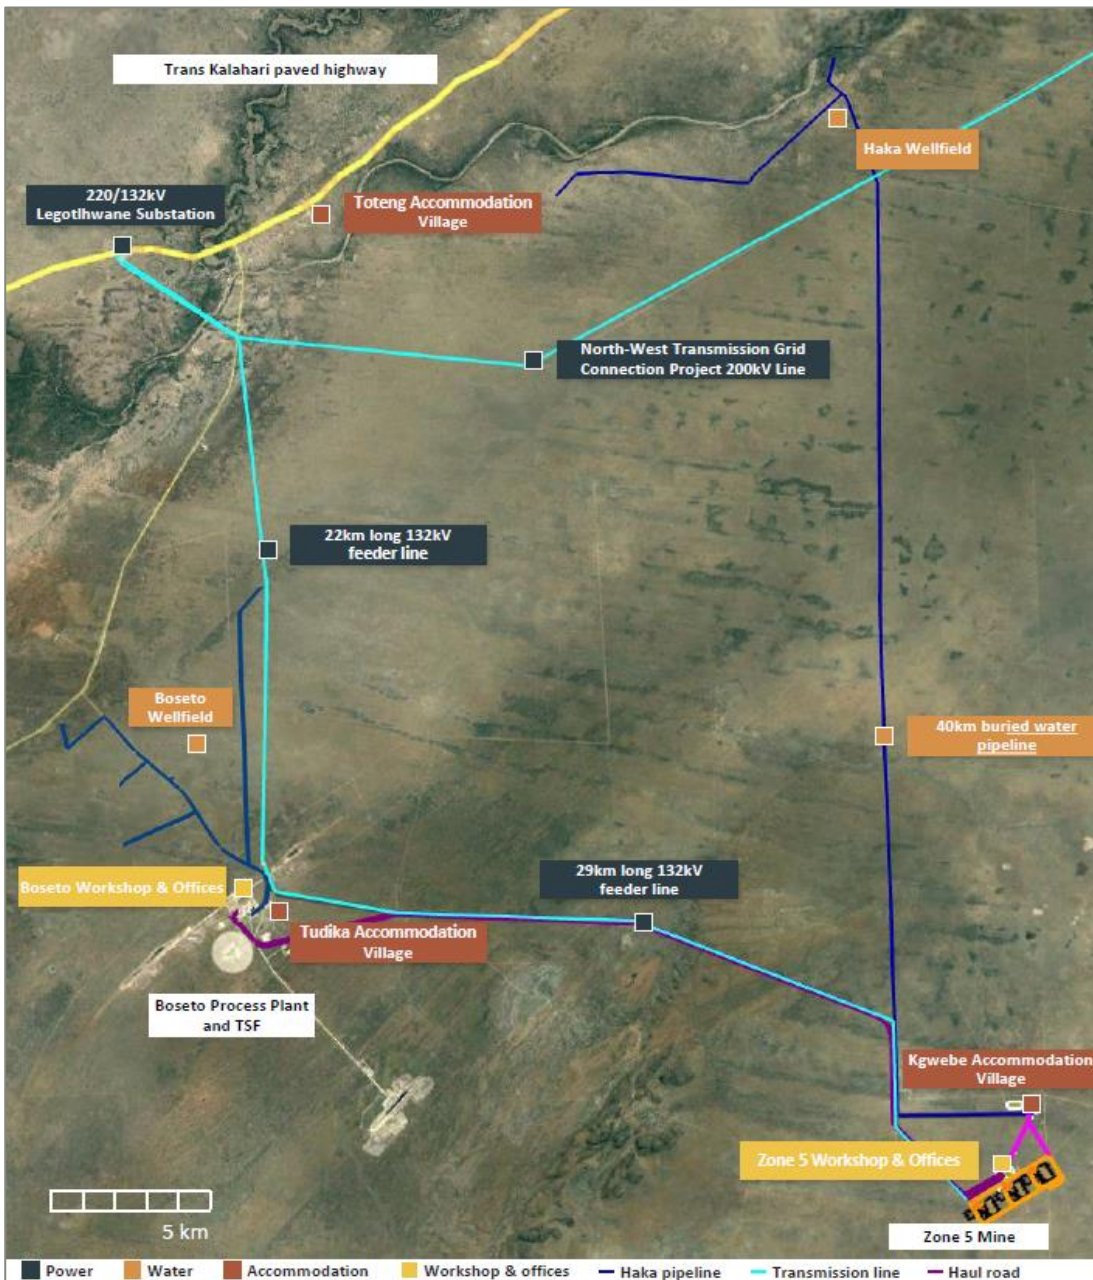 Trans Kalahari paved highway
Haka Wellfield
220/132kV
Legotlhwane Substation
Toteng Accommodation
Village
North-West Transmission Grid
Connection Project 200kV Line
22km long 132kV
feeder line
Boseto
Wellfield
40km buried water
pipeline
29km long 132kV
feeder line
Boseto Workshop & Offices
Tudika Accommodation
Village
Boseto Process Plant
and TSF
Kgwebe Accommodation
Village
Zone 5 Workshop & Offices
5 km
Zone 5 Mine
Power
Water
Accommodation
Workshop & offices
Haka pipeline
Transmission line
Haul road